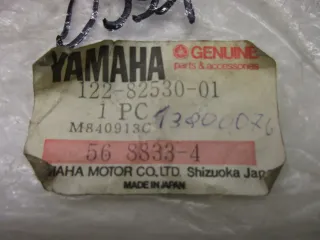 YAMAHA GENUINE
parts & accessories
122-82530-01
1 PC
M840913C
56 8833-4
MAHA MOTOR CO.LTD. Shizuoka Jap
MADE IN JAPAN